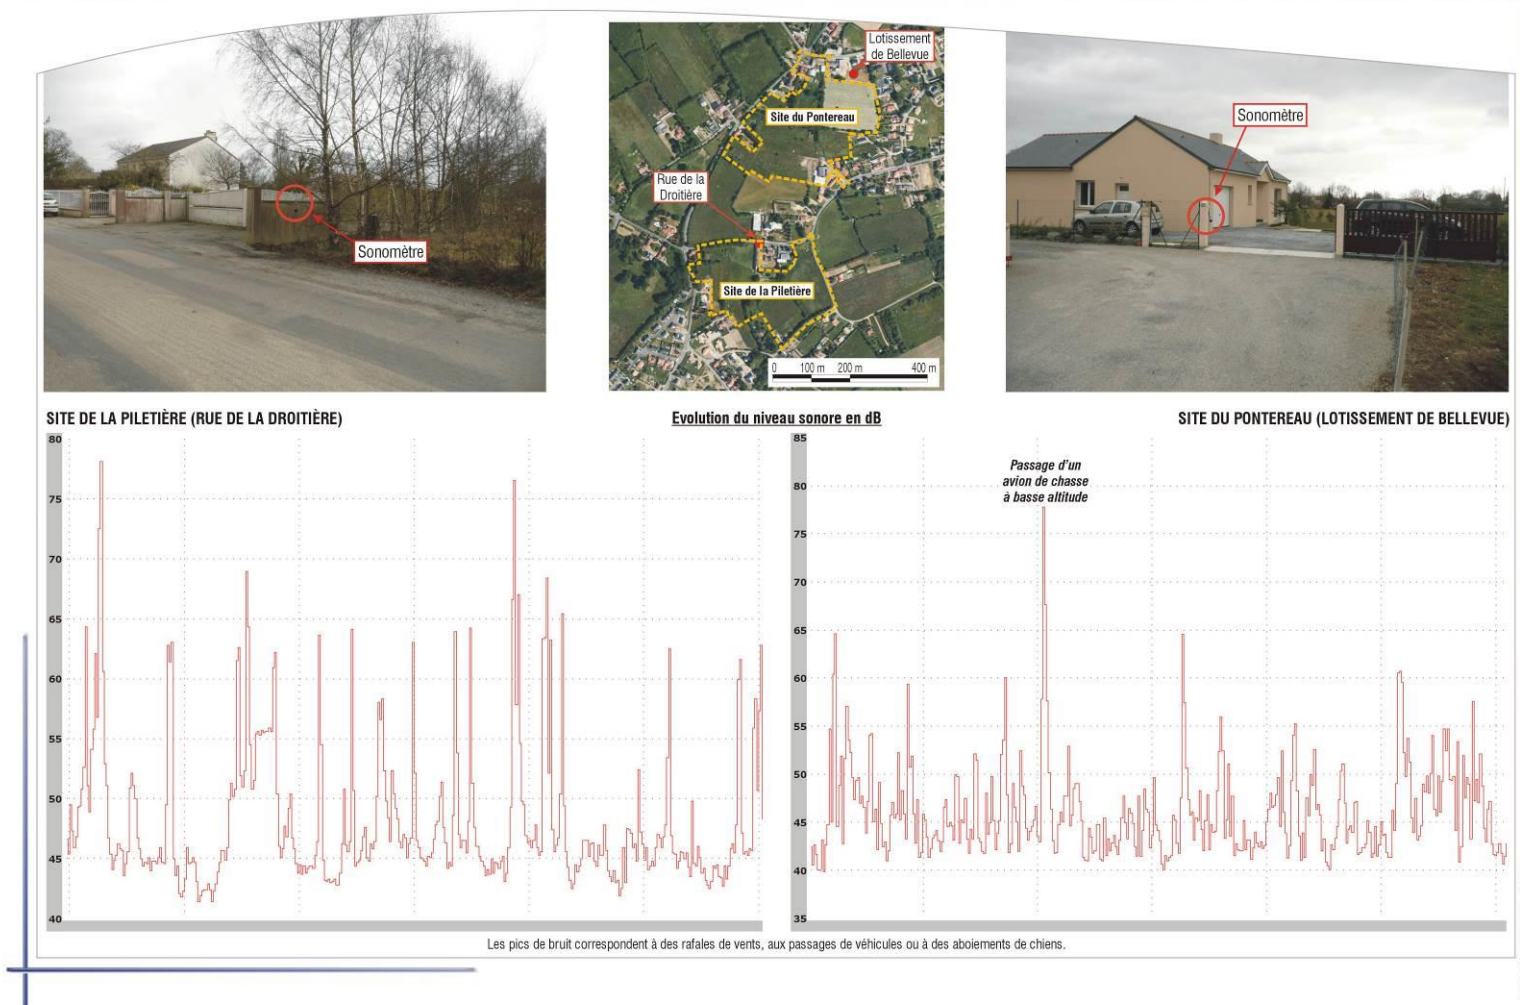 Sonomètre
Lotissement
de Bellevue
Site du Pontereau
Rue de la
Droitière
Site de la Piletière
0 100 m 200 m 400 m
Sonomètre
SITE DE LA PILETIÈRE (RUE DE LA DROITIÈRE)
Evolution du niveau sonore en dB
SITE DU PONTEREAU (LOTISSEMENT DE BELLEVUE)
80
75
70
65
60
55
50
45
40
85
80
75
70
65
60
55
50
45
40
35
Passage d'un
avion de chasse
à basse altitude
Les pics de bruit correspondent à des rafales de vents, aux passages de véhicules ou à des aboiements de chiens.